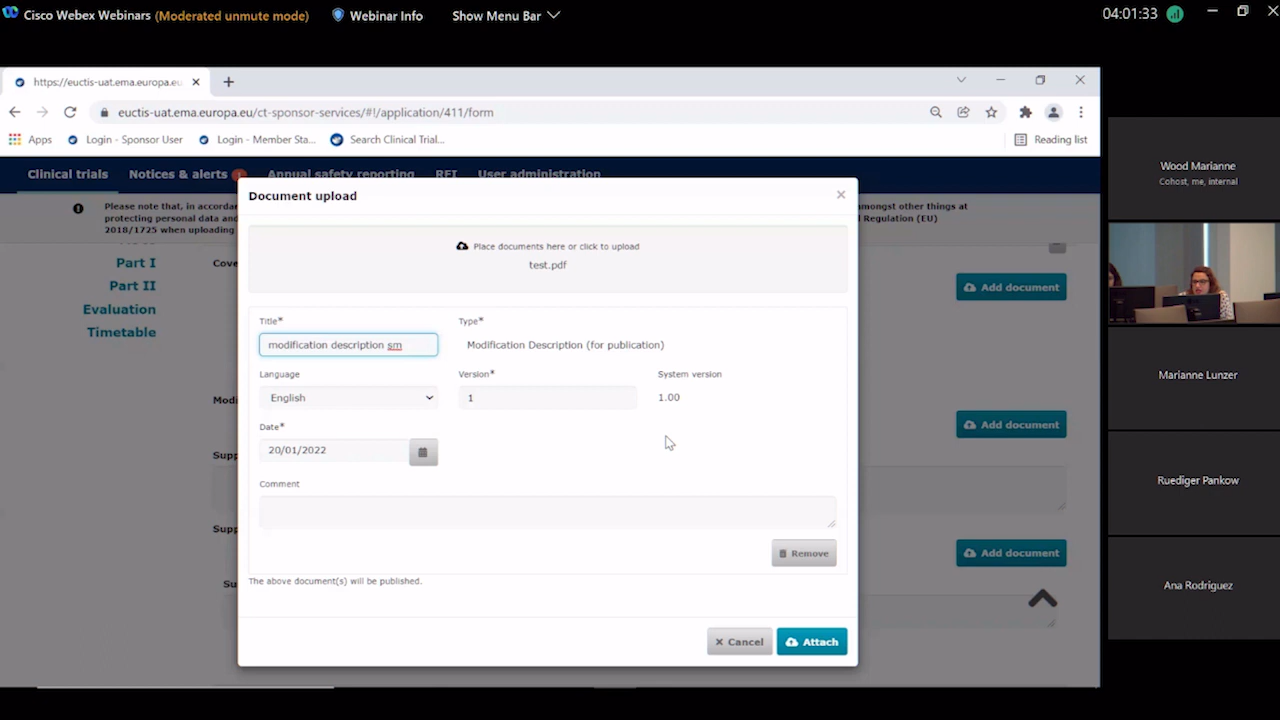 Cisco Webex Webinars (Moderated unmute mode) Webinar Info Show Menu Bar 04:01:33
https://euctis-uat.ema.europa.eu
euctis-uat.ema.europa.eu/ct-sponsor-services/#!/application/411/form
Apps Login - Sponsor User Login - Member Sta... Search Clinical Trial... Reading list
Clinical trials Notices & alerts Annual safety reporting RFI User administration
Document upload
Please note that, in accordan
protecting personal data and
2018/1725 when uploading
amongst other things at
Regulation (EU)
Part I
Part II
Evaluation
Timetable
Cove
Add document
Modi
Add document
Supp
Supp
Add document
Su
Place documents here or click to upload
test.pdf
Title* Type*
modification description sm Modification Description (for publication)
Language Version* System version
English 1 1.00
Date*
20/01/2022
Comment
Remove
The above document(s) will be published.
Cancel Attach
Wood Marianne
Cohost, me, internal
Marianne Lunzer
Ruediger Pankow
Ana Rodriguez